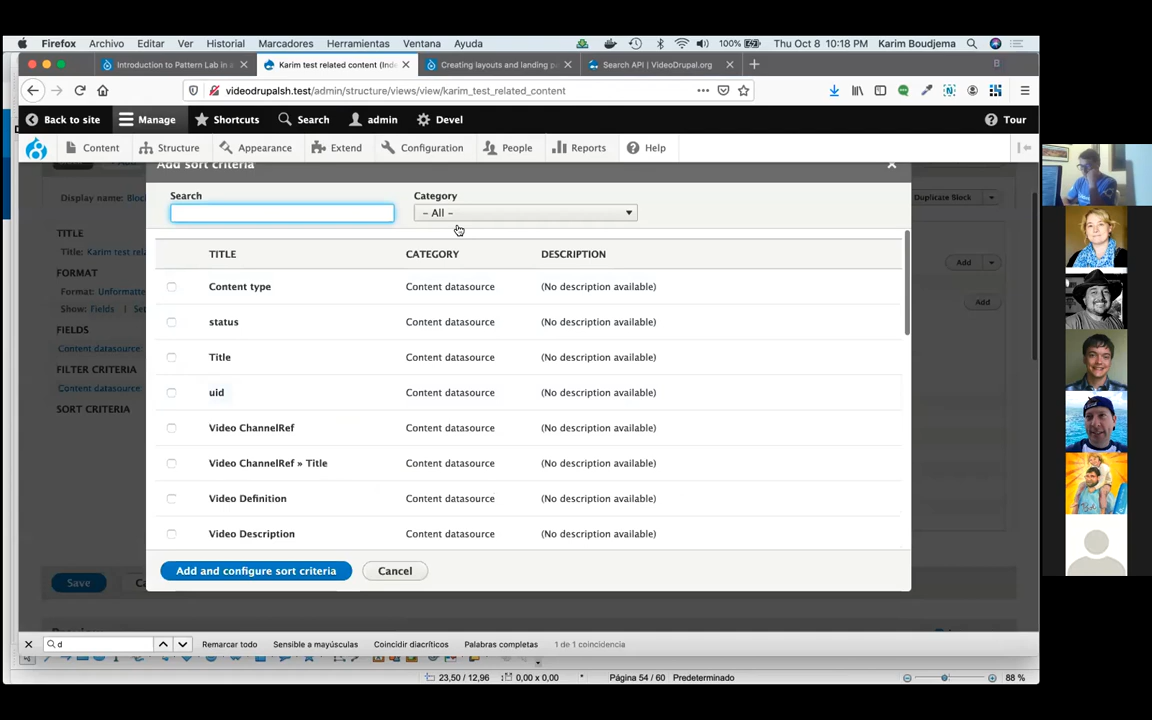 Firefox Archivo Editar Ver Historial Marcadores Herramientas Ventana Ayuda 100% Thu Oct 8 10:18 PM Karim Boudjema
Introduction to Pattern Lab in a Karim test related content (Inde Creating layouts and landing p Search API | VideoDrupal.org
videodrupalsh.test/admin/structure/views/view/karim_test_related_content
Back to site Manage Shortcuts Search admin Devel Tour
Content Structure Appearance Extend Configuration People Reports Help
Add sort criteria
Display name: Bloc
Duplicate Block
Search Category
– All –
TITLE
Title: Karim test rela
FORMAT
Format: Unformatte
Show: Fields | Set
FIELDS
Content datasource
FILTER CRITERIA
Content datasource
SORT CRITERIA
Add
Add
TITLE CATEGORY DESCRIPTION
Content type Content datasource (No description available)
status Content datasource (No description available)
Title Content datasource (No description available)
uid Content datasource (No description available)
Video ChannelRef Content datasource (No description available)
Video ChannelRef » Title Content datasource (No description available)
Video Definition Content datasource (No description available)
Video Description Content datasource (No description available)
Add and configure sort criteria Cancel
Save Ca
d Remarcar todo Sensible a mayúsculas Coincidir diacríticos Palabras completas 1 de 1 coincidencia
23,50 / 12,96 0,00 x 0,00 * Página 54 / 60 Predeterminado 88 %